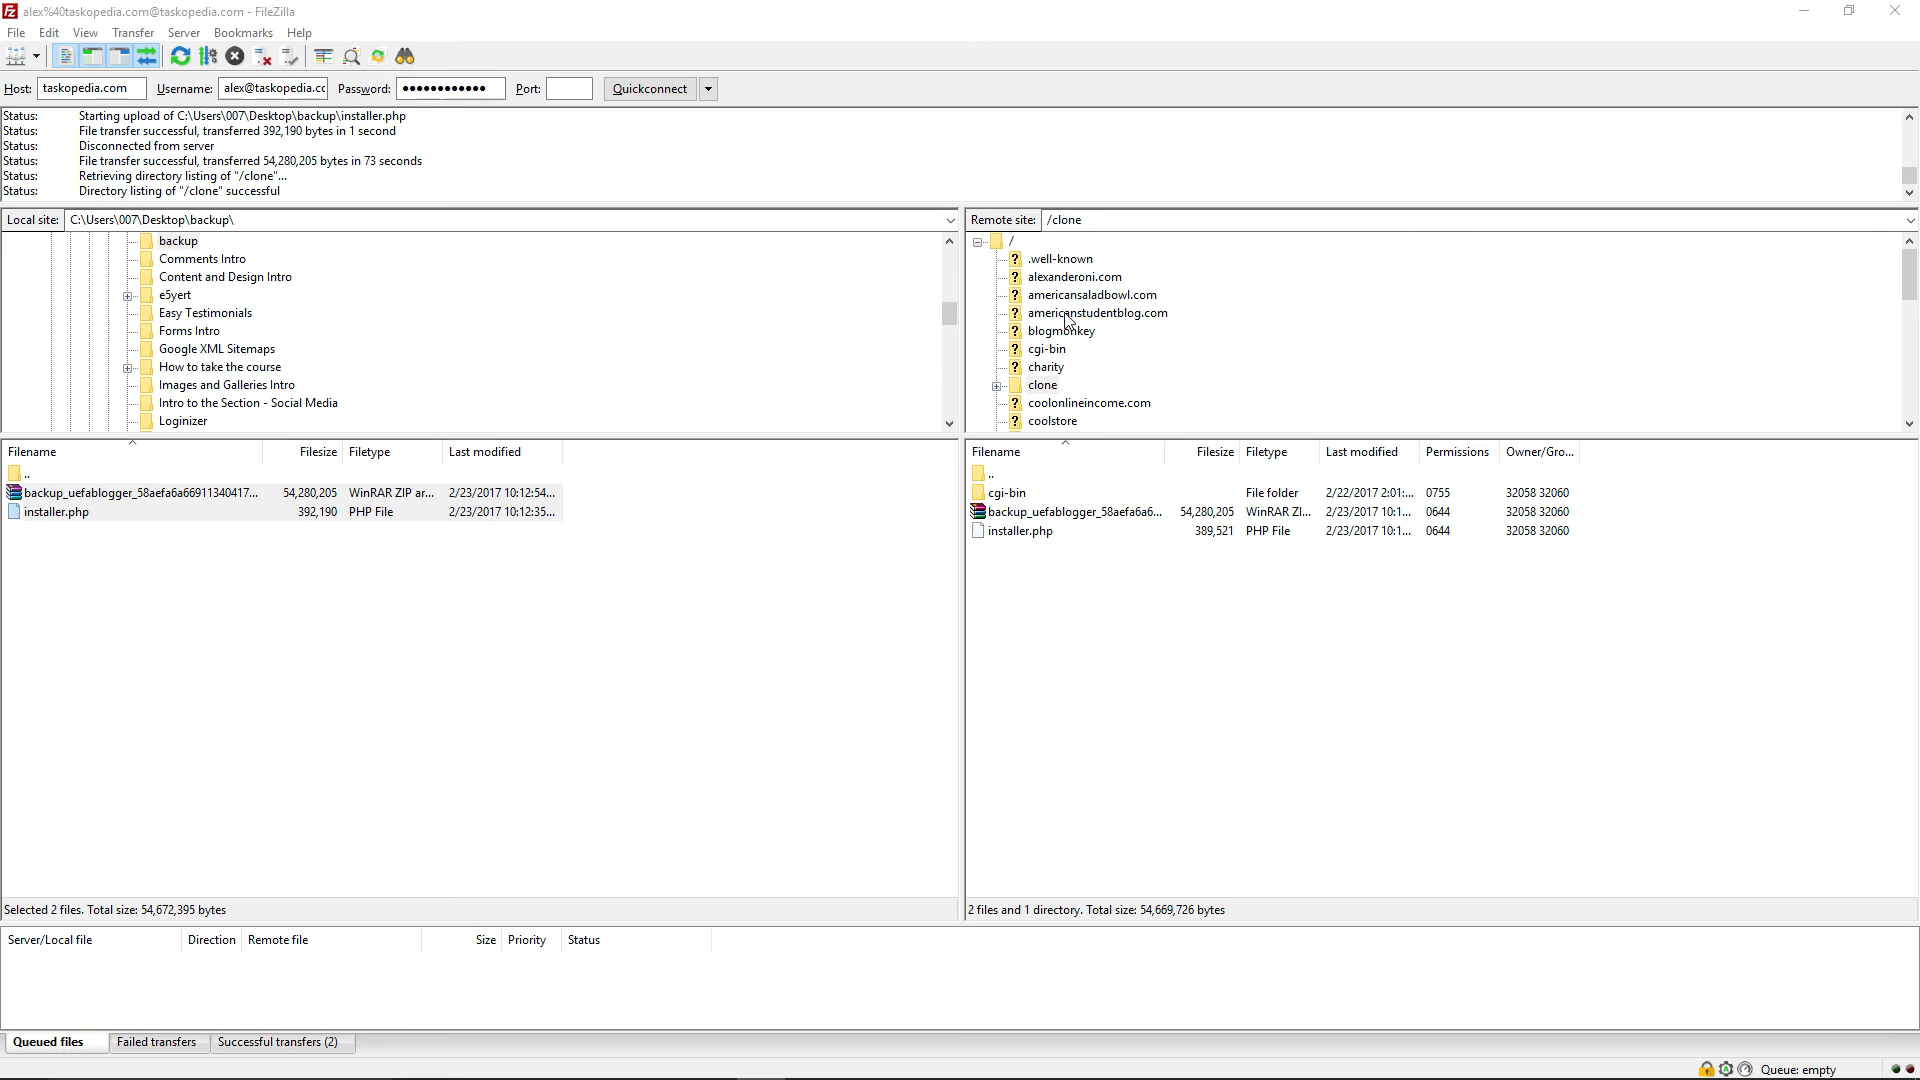 alex%40taskopedia.com@taskopedia.com - FileZilla
File Edit View Transfer Server Bookmarks Help
Host: taskopedia.com Username: alex@taskopedia.cc Password: •••••••••••• Port: Quickconnect
Status: Starting upload of C:\Users\007\Desktop\backup\installer.php
Status: File transfer successful, transferred 392,190 bytes in 1 second
Status: Disconnected from server
Status: File transfer successful, transferred 54,280,205 bytes in 73 seconds
Status: Retrieving directory listing of "/clone"...
Status: Directory listing of "/clone" successful
Local site: C:\Users\007\Desktop\backup\
backup
Comments Intro
Content and Design Intro
e5yert
Easy Testimonials
Forms Intro
Google XML Sitemaps
How to take the course
Images and Galleries Intro
Intro to the Section - Social Media
Loginizer
Remote site: /clone
/
.well-known
alexanderoni.com
americansaladbowl.com
americanstudentblog.com
blogmonkey
cgi-bin
charity
clone
coolonlineincome.com
coolstore
Filename Filesize Filetype Last modified
..
backup_uefablogger_58aefa6a66911340417... 54,280,205 WinRAR ZIP ar... 2/23/2017 10:12:54...
installer.php 392,190 PHP File 2/23/2017 10:12:35...
Selected 2 files. Total size: 54,672,395 bytes
Filename Filesize Filetype Last modified Permissions Owner/Gro...
..
cgi-bin File folder 2/22/2017 2:01:... 0755 32058 32060
backup_uefablogger_58aefa6a6... 54,280,205 WinRAR ZI... 2/23/2017 10:1... 0644 32058 32060
installer.php 389,521 PHP File 2/23/2017 10:1... 0644 32058 32060
2 files and 1 directory. Total size: 54,669,726 bytes
Server/Local file Direction Remote file Size Priority Status
Queued files Failed transfers Successful transfers (2)
Queue: empty